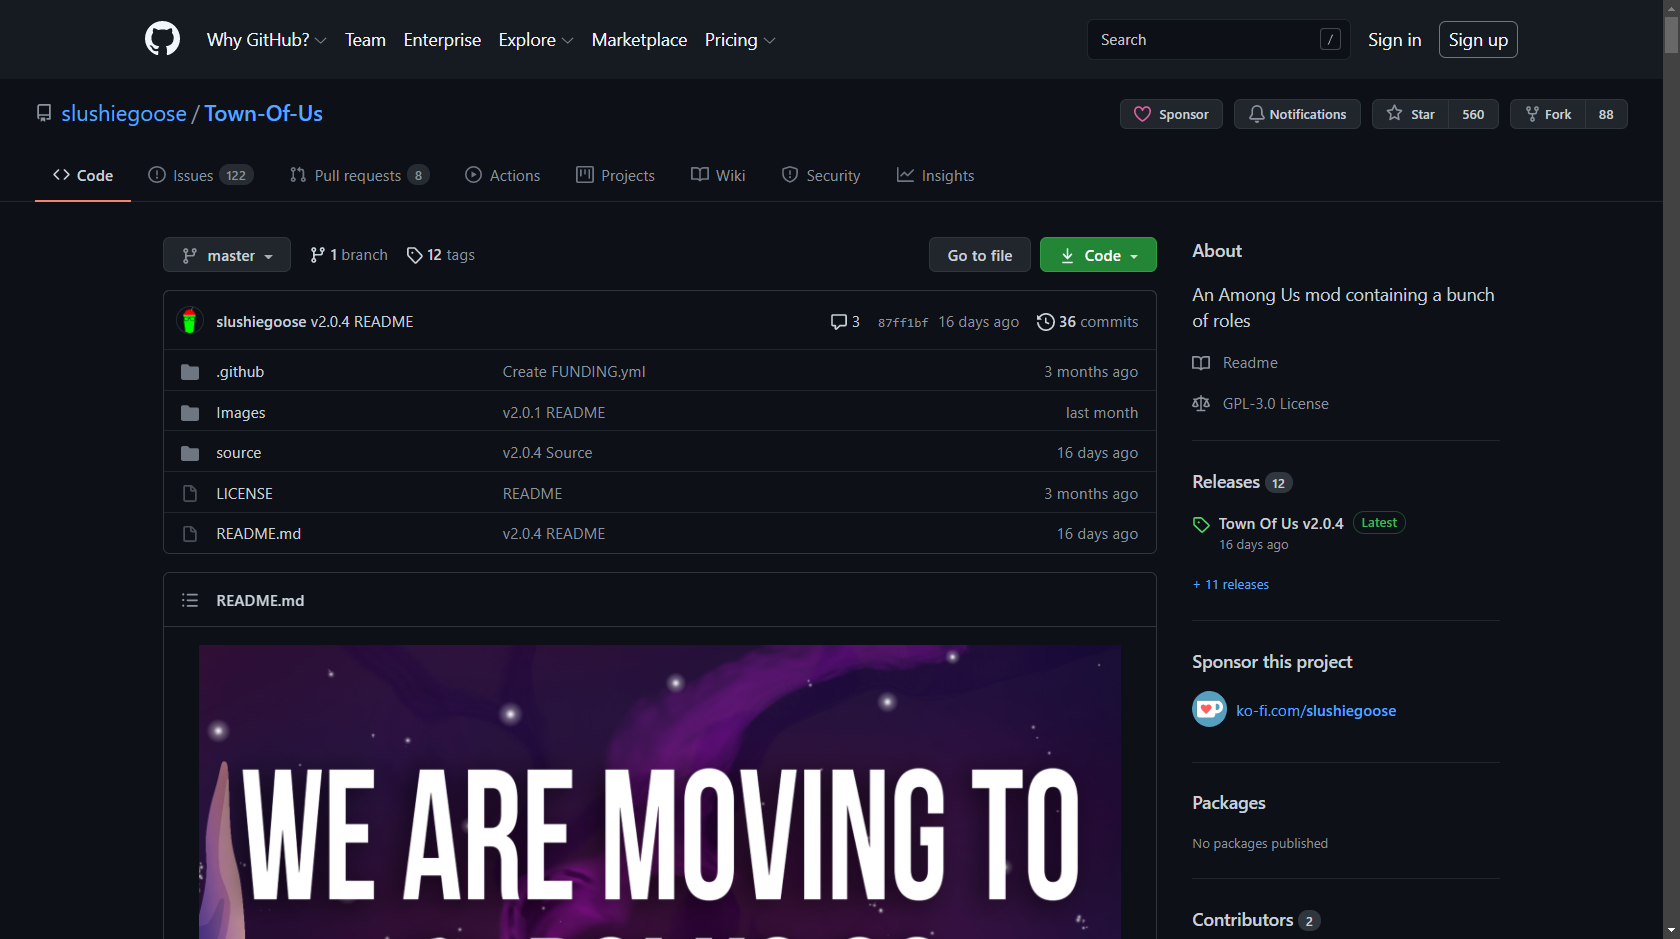 Why GitHub? Team Enterprise Explore Marketplace Pricing Search / Sign in Sign up
slushiegoose / Town-Of-Us Sponsor Notifications Star 560 Fork 88
Code Issues 122 Pull requests 8 Actions Projects Wiki Security Insights
master 1 branch 12 tags Go to file Code
slushiegoose v2.0.4 README 3 87ff1bf 16 days ago 36 commits
.github Create FUNDING.yml 3 months ago
Images v2.0.1 README last month
source v2.0.4 Source 16 days ago
LICENSE README 3 months ago
README.md v2.0.4 README 16 days ago
README.md
WE ARE MOVING TO
About
An Among Us mod containing a bunch
of roles
Readme
GPL-3.0 License
Releases 12
Town Of Us v2.0.4 Latest
16 days ago
+ 11 releases
Sponsor this project
ko-fi.com/slushiegoose
Packages
No packages published
Contributors 2